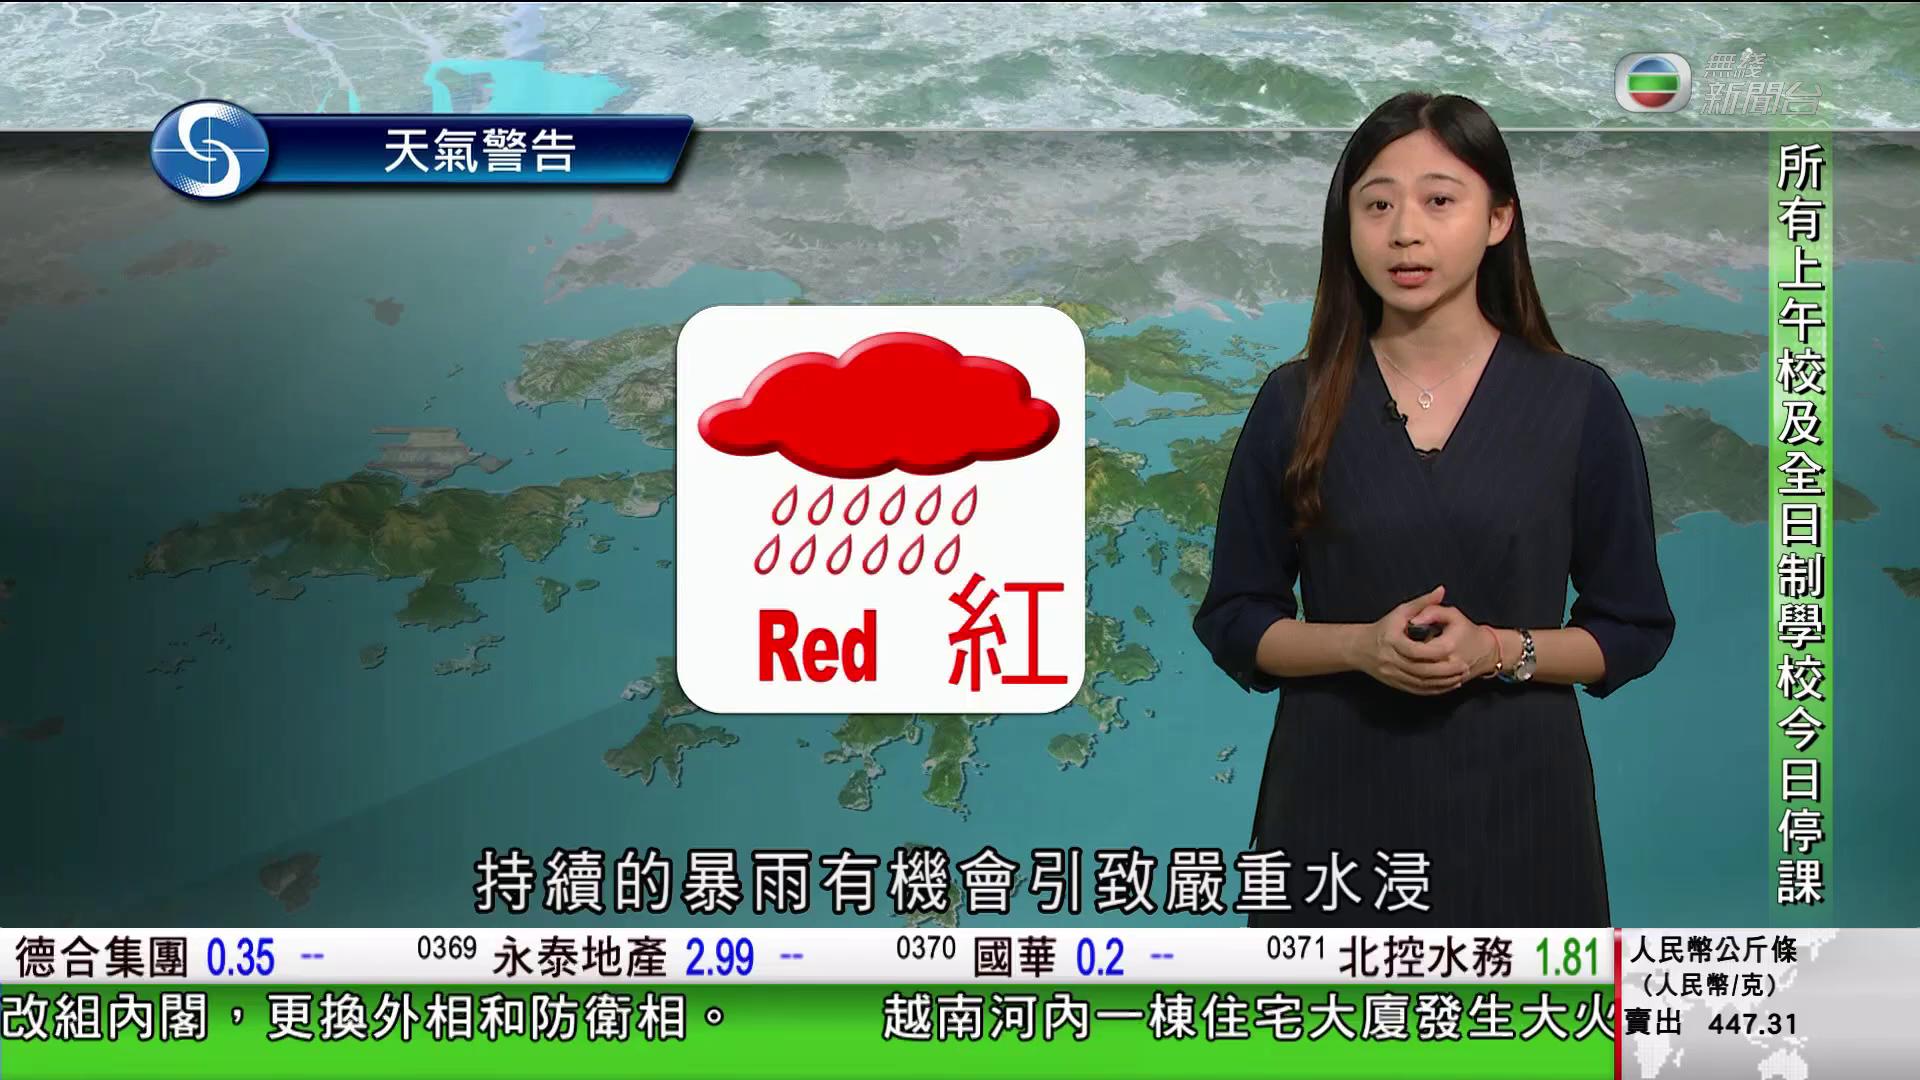 無綫
新聞台
天氣警告
所有上午校及全日制學校今日停課
Red 紅
持續的暴雨有機會引致嚴重水浸
德合集團 0.35 -- 0369 永泰地產 2.99 -- 0370 國華 0.2 -- 0371 北控水務 1.81
改組內閣，更換外相和防衛相。 越南河內一棟住宅大廈發生大火
人民幣公斤條
(人民幣/克)
賣出 447.31